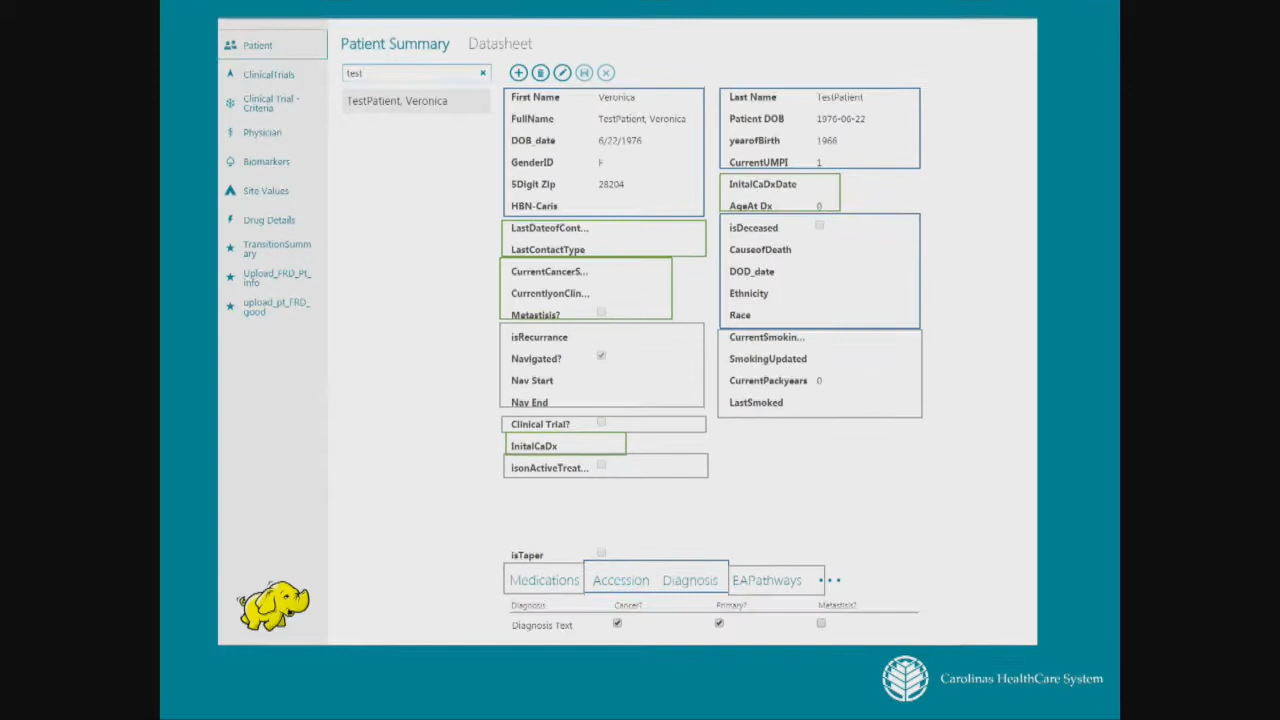 Patient
ClinicalTrials
Clinical Trial -
Criteria
Physician
Biomarkers
Site Values
Drug Details
TransitionSumm
ary
Upload_FRD_Pt_
info
upload_pt_FRD_
good
Patient Summary Datasheet
test
TestPatient, Veronica
First Name Veronica
FullName TestPatient, Veronica
DOB_date 6/22/1976
GenderID F
5Digit Zip 28204
HBN-Caris
LastDateofCont...
LastContactType
CurrentCancerS...
CurrentlyonClin...
Metastisis?
isRecurrance
Navigated?
Nav Start
Nav End
Clinical Trial?
InitalCaDx
isonActiveTreat...
isTaper
Last Name TestPatient
Patient DOB 1976-06-22
yearofBirth 1966
CurrentUMPI 1
InitalCaDxDate
AgeAt Dx 0
isDeceased
CauseofDeath
DOD_date
Ethnicity
Race
CurrentSmokin...
SmokingUpdated
CurrentPackyears 0
LastSmoked
Medications Accession Diagnosis EAPathways
Diagnosis Cancer? Primary? Metastisis?
Diagnosis Text
Carolinas HealthCare System